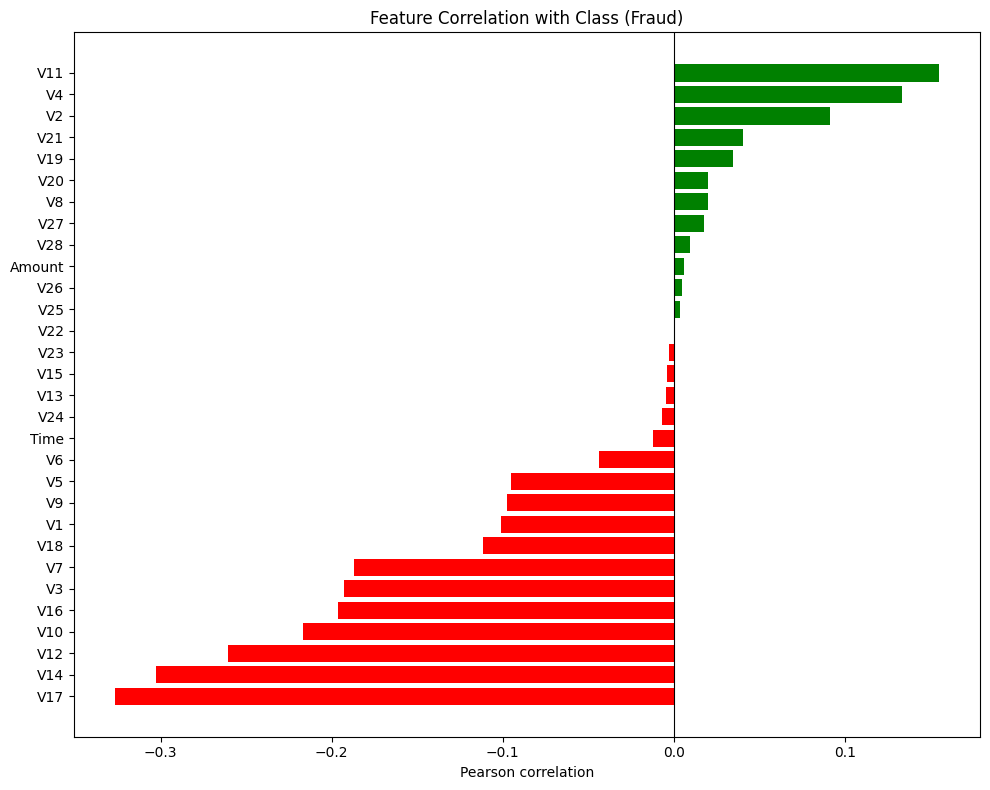 Feature Correlation with Class (Fraud)
V11
V4
V2
V21
V19
V20
V8
V27
V28
Amount
V26
V25
V22
V23
V15
V13
V24
Time
V6
V5
V9
V1
V18
V7
V3
V16
V10
V12
V14
V17
−0.3 −0.2 −0.1 0.0 0.1
Pearson correlation